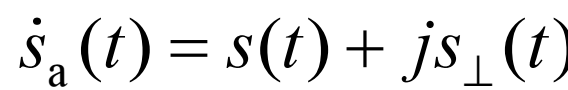 ṡₐ(t) = s(t) + js⊥(t)